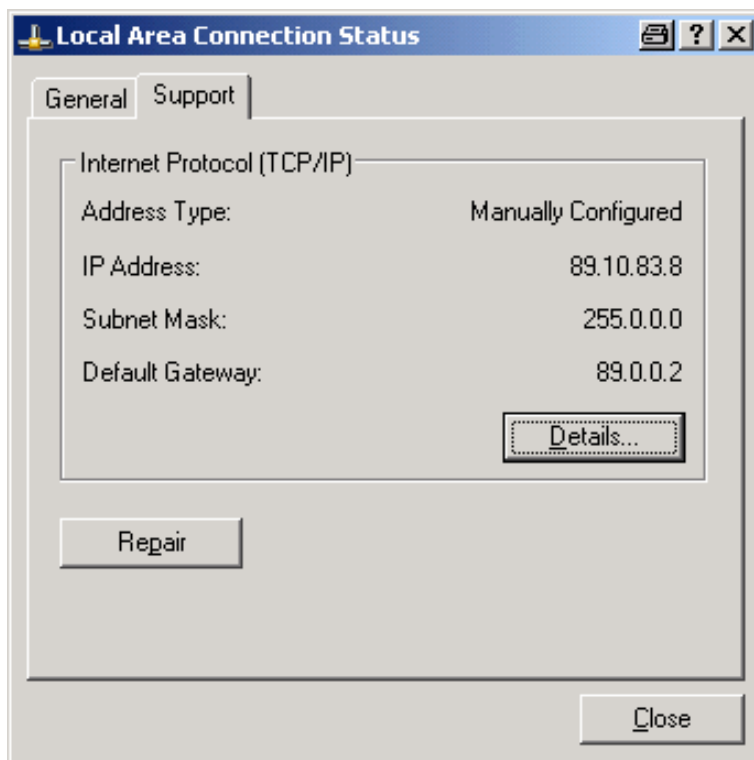 Local Area Connection Status
General Support
Internet Protocol (TCP/IP)
Address Type: Manually Configured
IP Address: 89.10.83.8
Subnet Mask: 255.0.0.0
Default Gateway: 89.0.0.2
Details...
Repair
Close